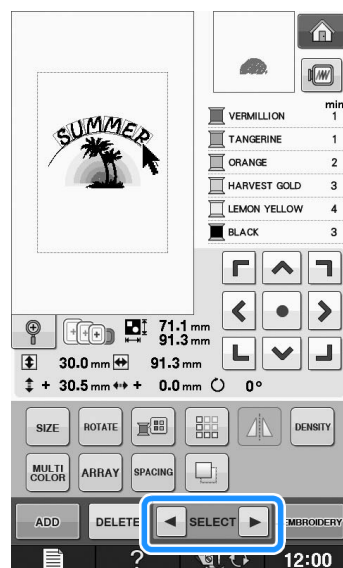 SUMMER
min
VERMILLION 1
TANGERINE 1
ORANGE 2
HARVEST GOLD 3
LEMON YELLOW 4
BLACK 3
71.1 mm
91.3 mm
30.0 mm 91.3 mm
+ 30.5 mm + 0.0 mm 0°
SIZE ROTATE DENSITY
MULTI COLOR ARRAY SPACING
ADD DELETE SELECT EMBROIDERY
? 12:00